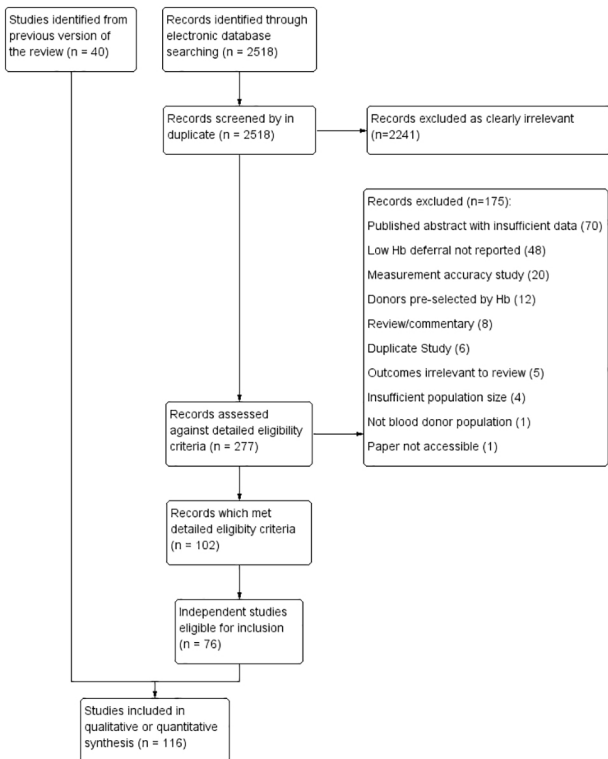 Studies identified from
previous version of
the review (n = 40)
Records identified through
electronic database
searching (n = 2518)
Records screened by in
duplicate (n = 2518)
Records excluded as clearly irrelevant
(n=2241)
Records excluded (n=175):
Published abstract with insufficient data (70)
Low Hb deferral not reported (48)
Measurement accuracy study (20)
Donors pre-selected by Hb (12)
Review/commentary (8)
Duplicate Study (6)
Outcomes irrelevant to review (5)
Insufficient population size (4)
Not blood donor population (1)
Paper not accessible (1)
Records assessed
against detailed eligibility
criteria (n = 277)
Records which met
detailed eligibity criteria
(n = 102)
Independent studies
eligible for inclusion
(n = 76)
Studies included in
qualitative or quantitative
synthesis (n = 116)